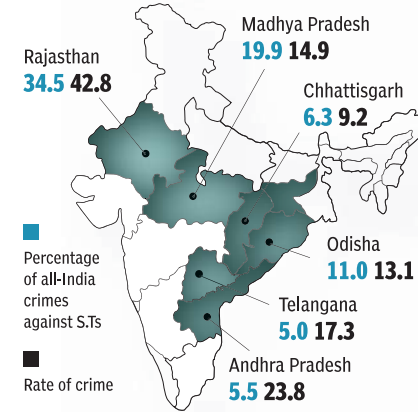 Madhya Pradesh
19.9 14.9
Rajasthan
34.5 42.8
Chhattisgarh
6.3 9.2
Odisha
11.0 13.1
Telangana
5.0 17.3
Andhra Pradesh
5.5 23.8
Percentage
of all-India
crimes
against S.Ts
Rate of crime